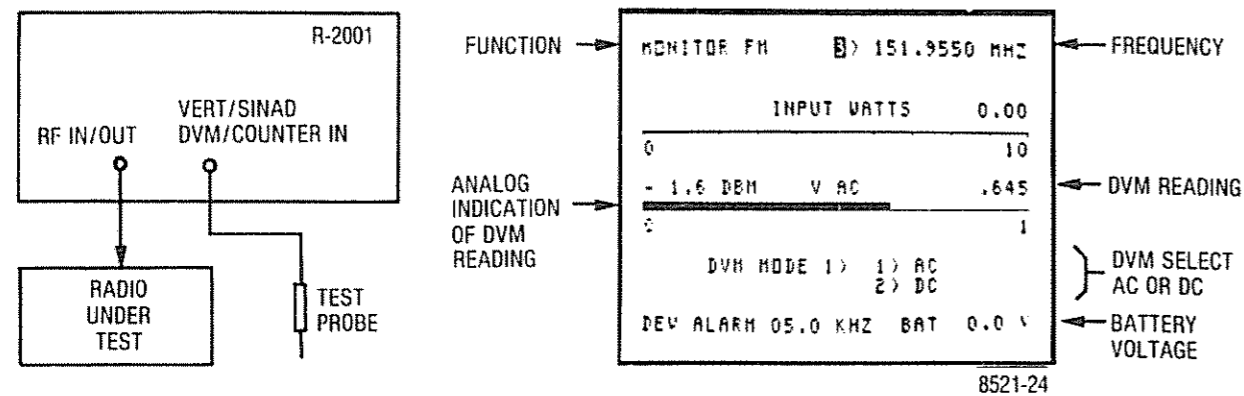 R-2001
RF IN/OUT
VERT/SINAD
DVM/COUNTER IN
RADIO
UNDER
TEST
TEST
PROBE
FUNCTION
ANALOG
INDICATION
OF DVM
READING
MONITOR FM 3) 151.9550 MHZ
INPUT WATTS 0.00
0 10
- 1.6 DBM V AC .645
0 1
DVM MODE 1) 1) AC
2) DC
DEV ALARM 05.0 KHZ BAT 0.0 V
FREQUENCY
DVM READING
DVM SELECT
AC OR DC
BATTERY
VOLTAGE
8521-24